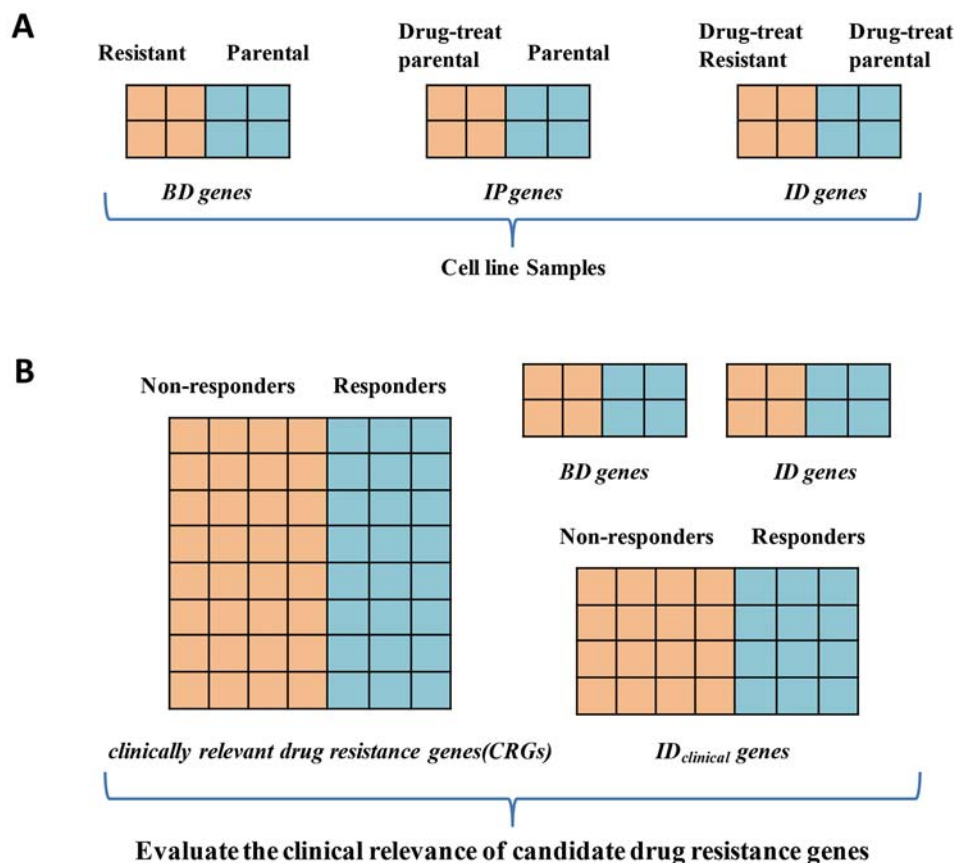 A
Resistant Parental
Drug-treat
parental Parental
Drug-treat
Resistant
Drug-treat
parental
BD genes
IP genes
ID genes
Cell line Samples
B
Non-responders Responders
clinically relevant drug resistance genes(CRGs)
BD genes
ID genes
Non-responders Responders
IDclinical genes
Evaluate the clinical relevance of candidate drug resistance genes